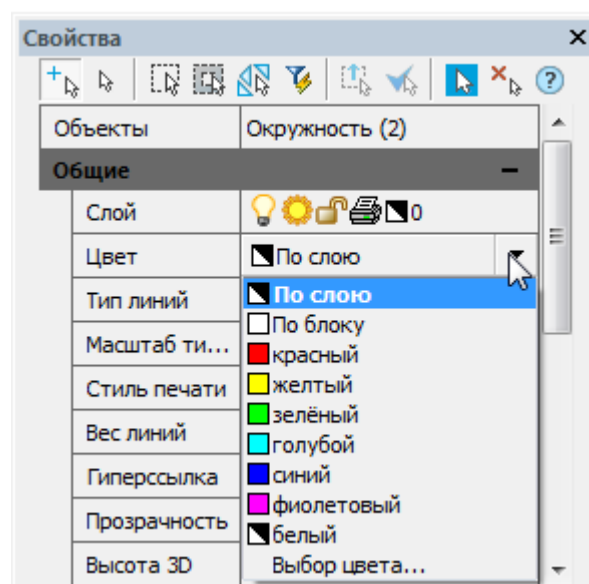 Свойства
Объекты Окружность (2)
Общие
Слой 0
Цвет По слою
Тип линий По слою
Масштаб ти... По блоку
красный
Стиль печати желтый
зелёный
Вес линий голубой
Гиперссылка синий
фиолетовый
Прозрачность белый
Высота 3D Выбор цвета...